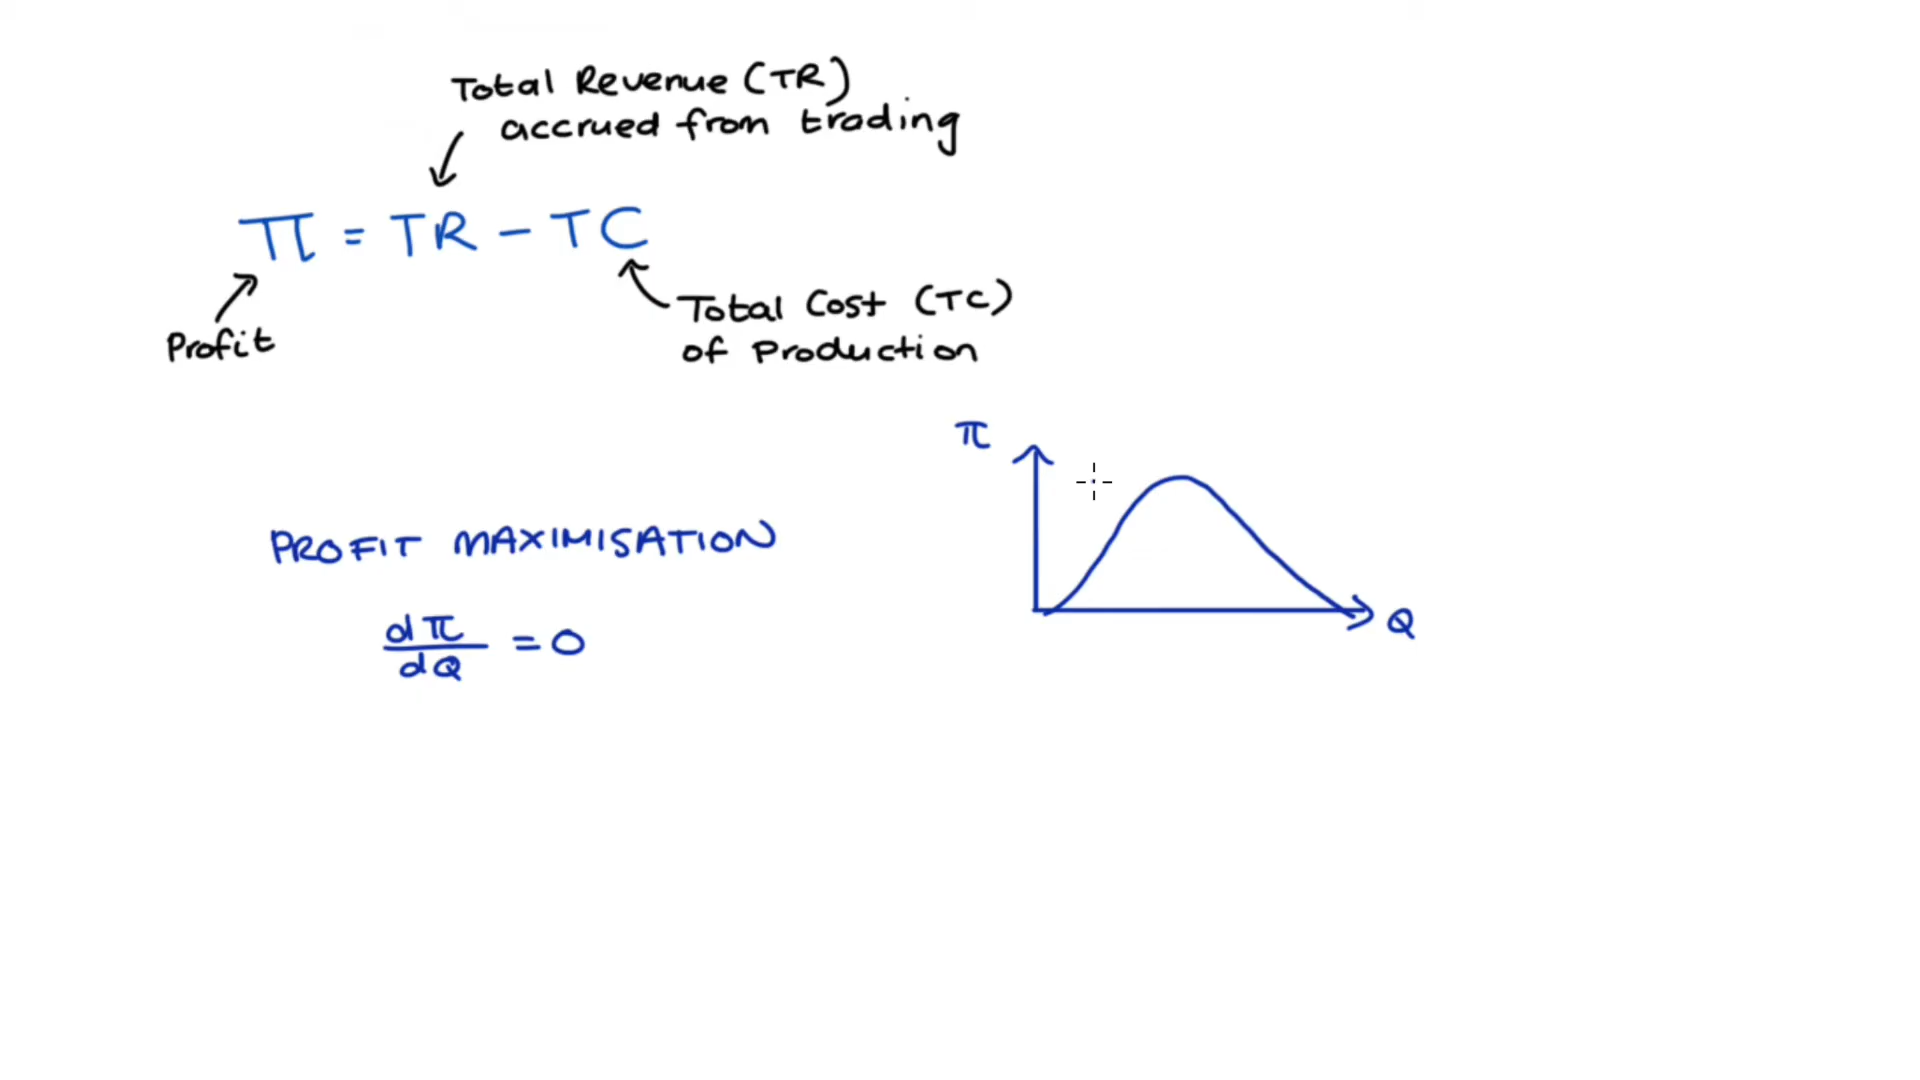 Total Revenue (TR)
accrued from trading
π = TR - TC
Profit
Total Cost (TC)
of Production
π
PROFIT MAXIMISATION
dπ
dQ
= 0
Q